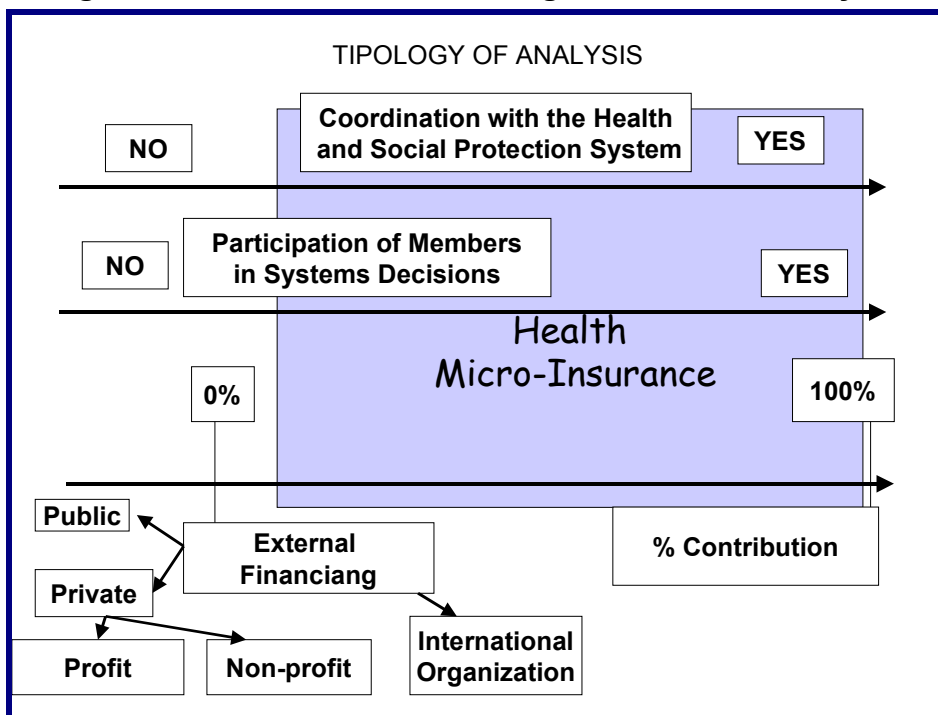 TIPOLOGY OF ANALYSIS
Coordination with the Health
and Social Protection System
NO
YES
Participation of Members
in Systems Decisions
NO
YES
Health
Micro-Insurance
0%
100%
Public
External
Financiang
% Contribution
Private
International
Organization
Profit
Non-profit